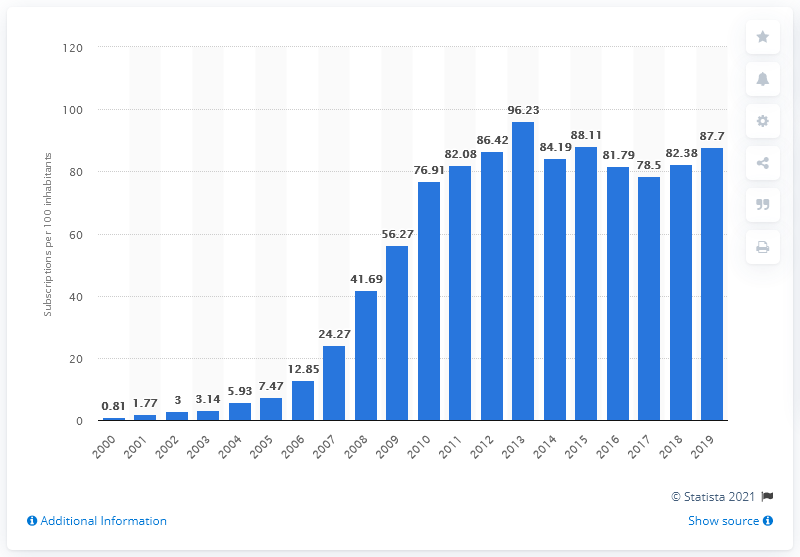 Subscriptions per 100 inhabitants
120
100
80
60
40
20
0
0.81 1.77 3 3.14 5.93 7.47 12.85 24.27 41.69 56.27 76.91 82.08 86.42 96.23 84.19 88.11 81.79 78.5 82.38 87.7
2000 2001 2002 2003 2004 2005 2006 2007 2008 2009 2010 2011 2012 2013 2014 2015 2016 2017 2018 2019
© Statista 2021
Additional Information
Show source